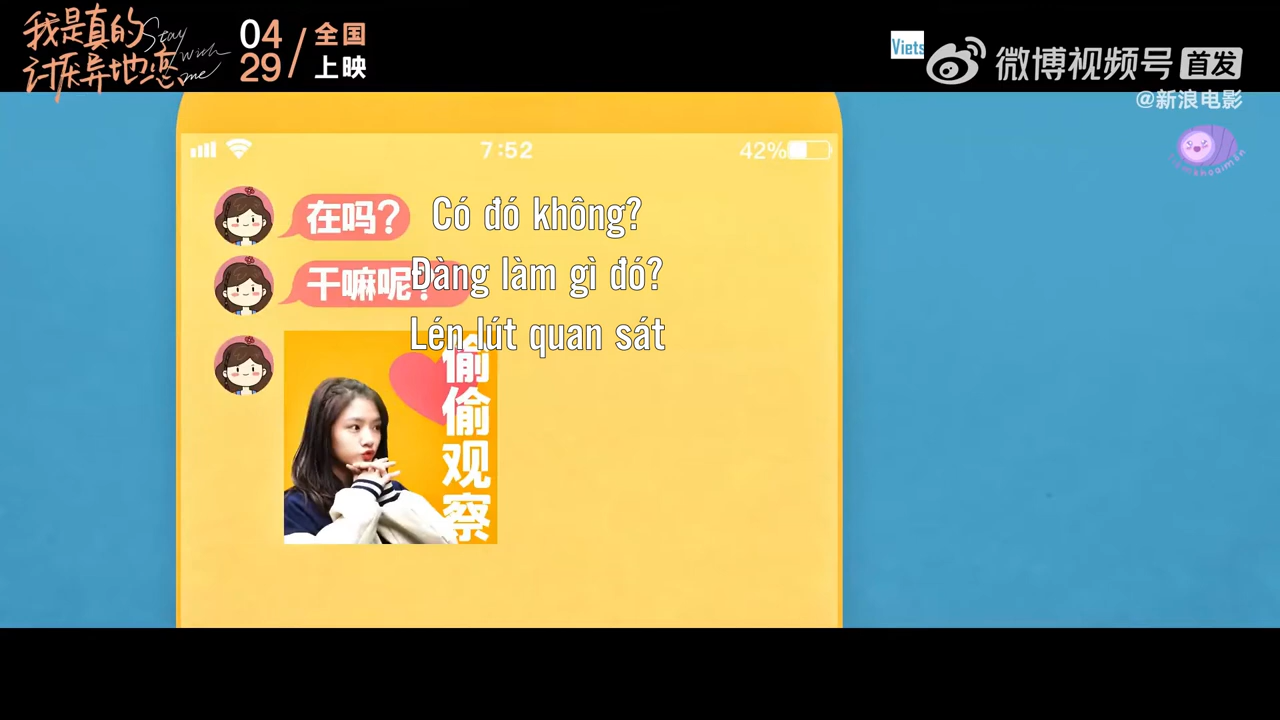 我是真的
讨厌异地恋
Stay with me
04
29
/
全国
上映
Viets
微博视频号 首发
@新浪电影
7:52
42%
在吗?
Có đó không?
干嘛呢?
Đàng làm gì đó?
Lén lút quan sát
偷偷观察